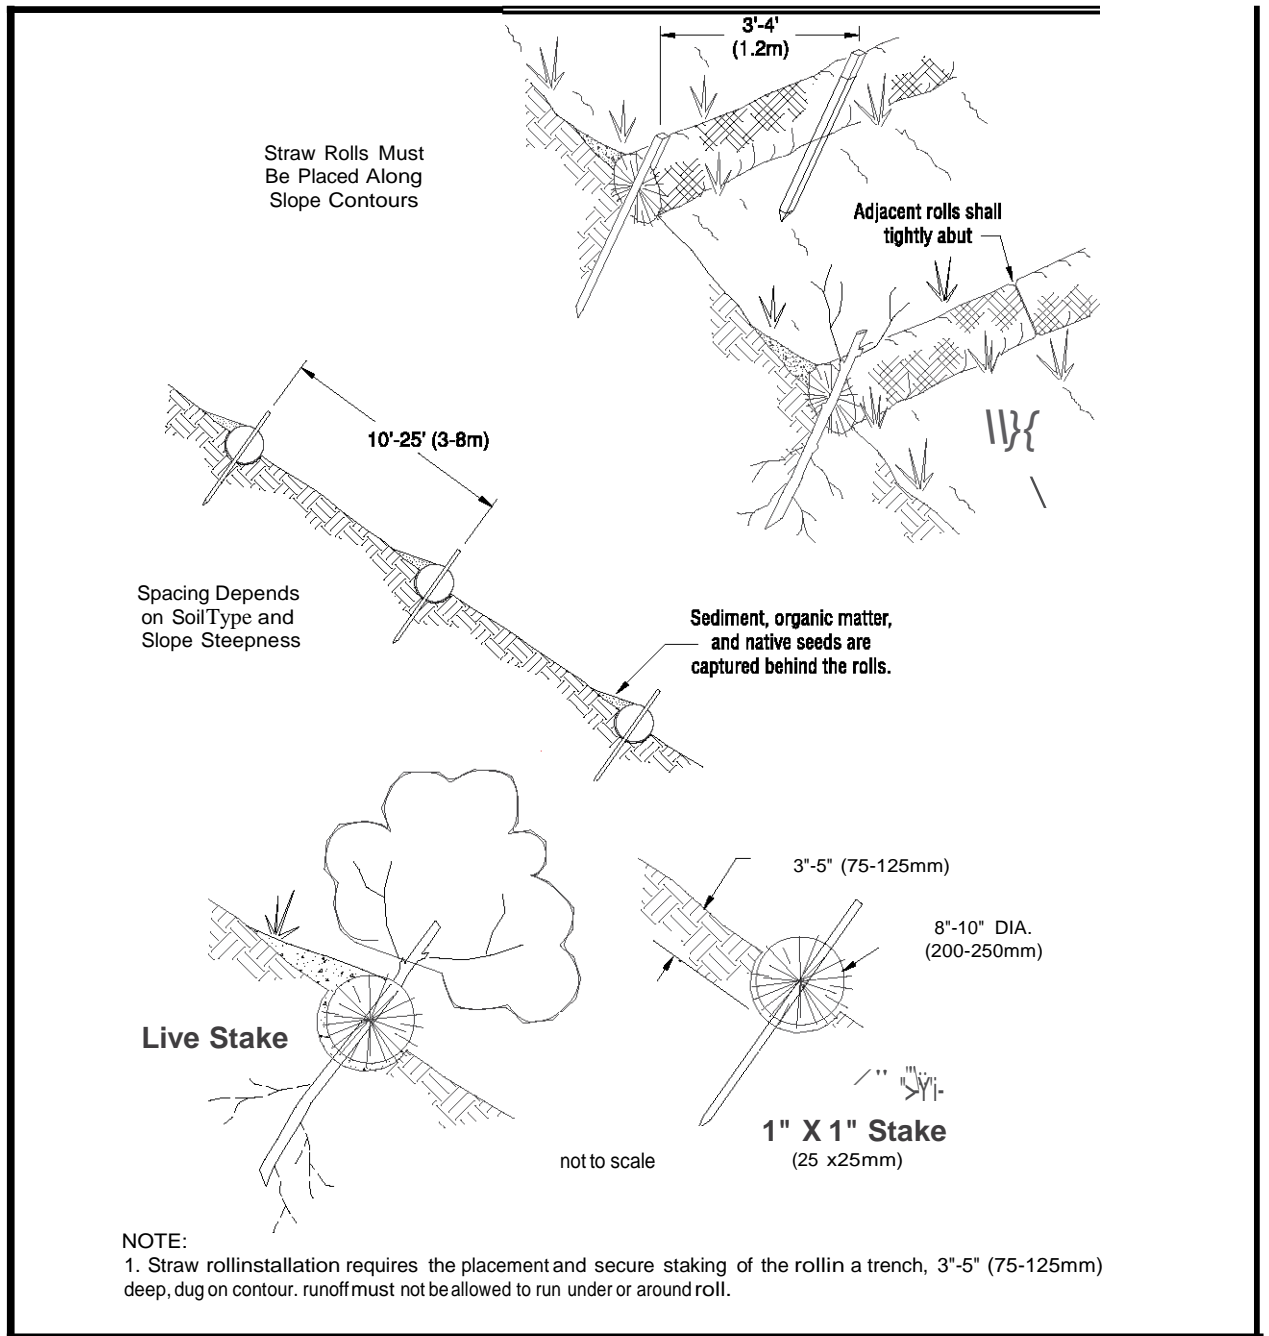 3'-4'
(1.2m)
Straw Rolls Must
Be Placed Along
Slope Contours
Adjacent rolls shall
tightly abut
10'-25' (3-8m)
Spacing Depends
on SoilType and
Slope Steepness
Sediment, organic matter,
and native seeds are
captured behind the rolls.
3"-5" (75-125mm)
8"-10" DIA.
(200-250mm)
Live Stake
1" X 1" Stake
(25 x25mm)
not to scale
NOTE:
1. Straw rollinstallation requires the placement and secure staking of the rollin a trench, 3"-5" (75-125mm)
deep, dug on contour. runoff must not be allowed to run under or around roll.